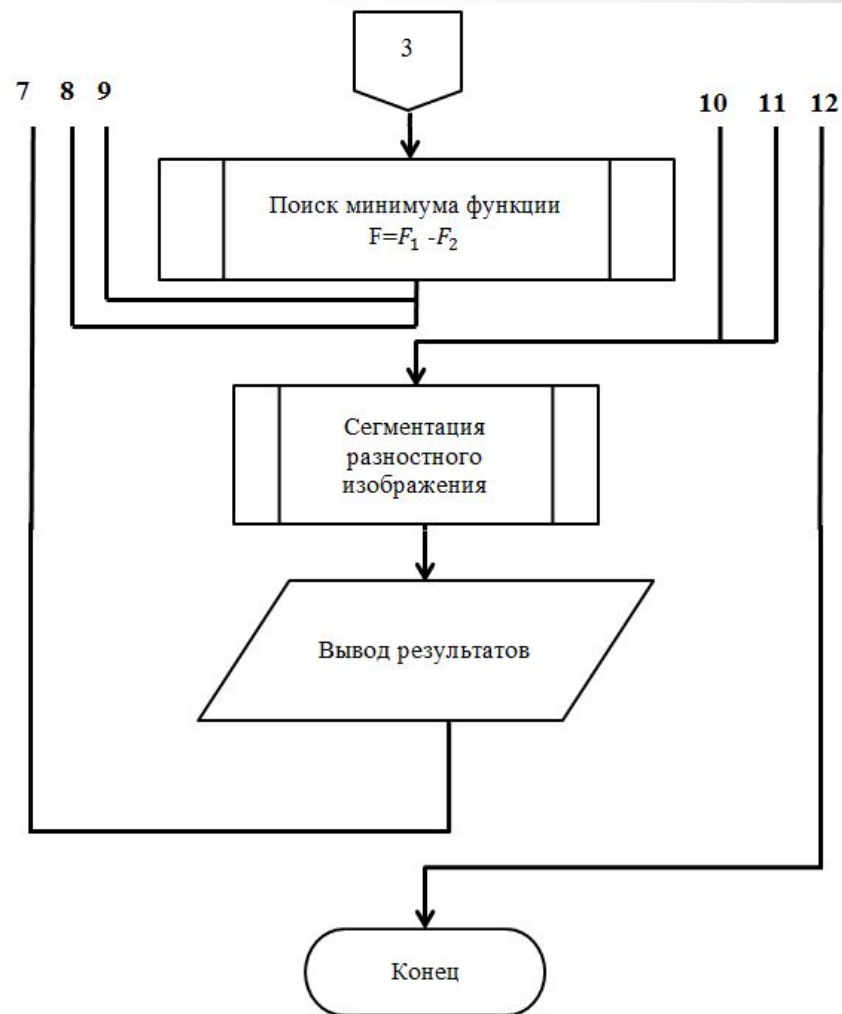 3
7 8 9 10 11 12
Поиск минимума функции
F=F₁ -F₂
Сегментация
разностного
изображения
Вывод результатов
Конец